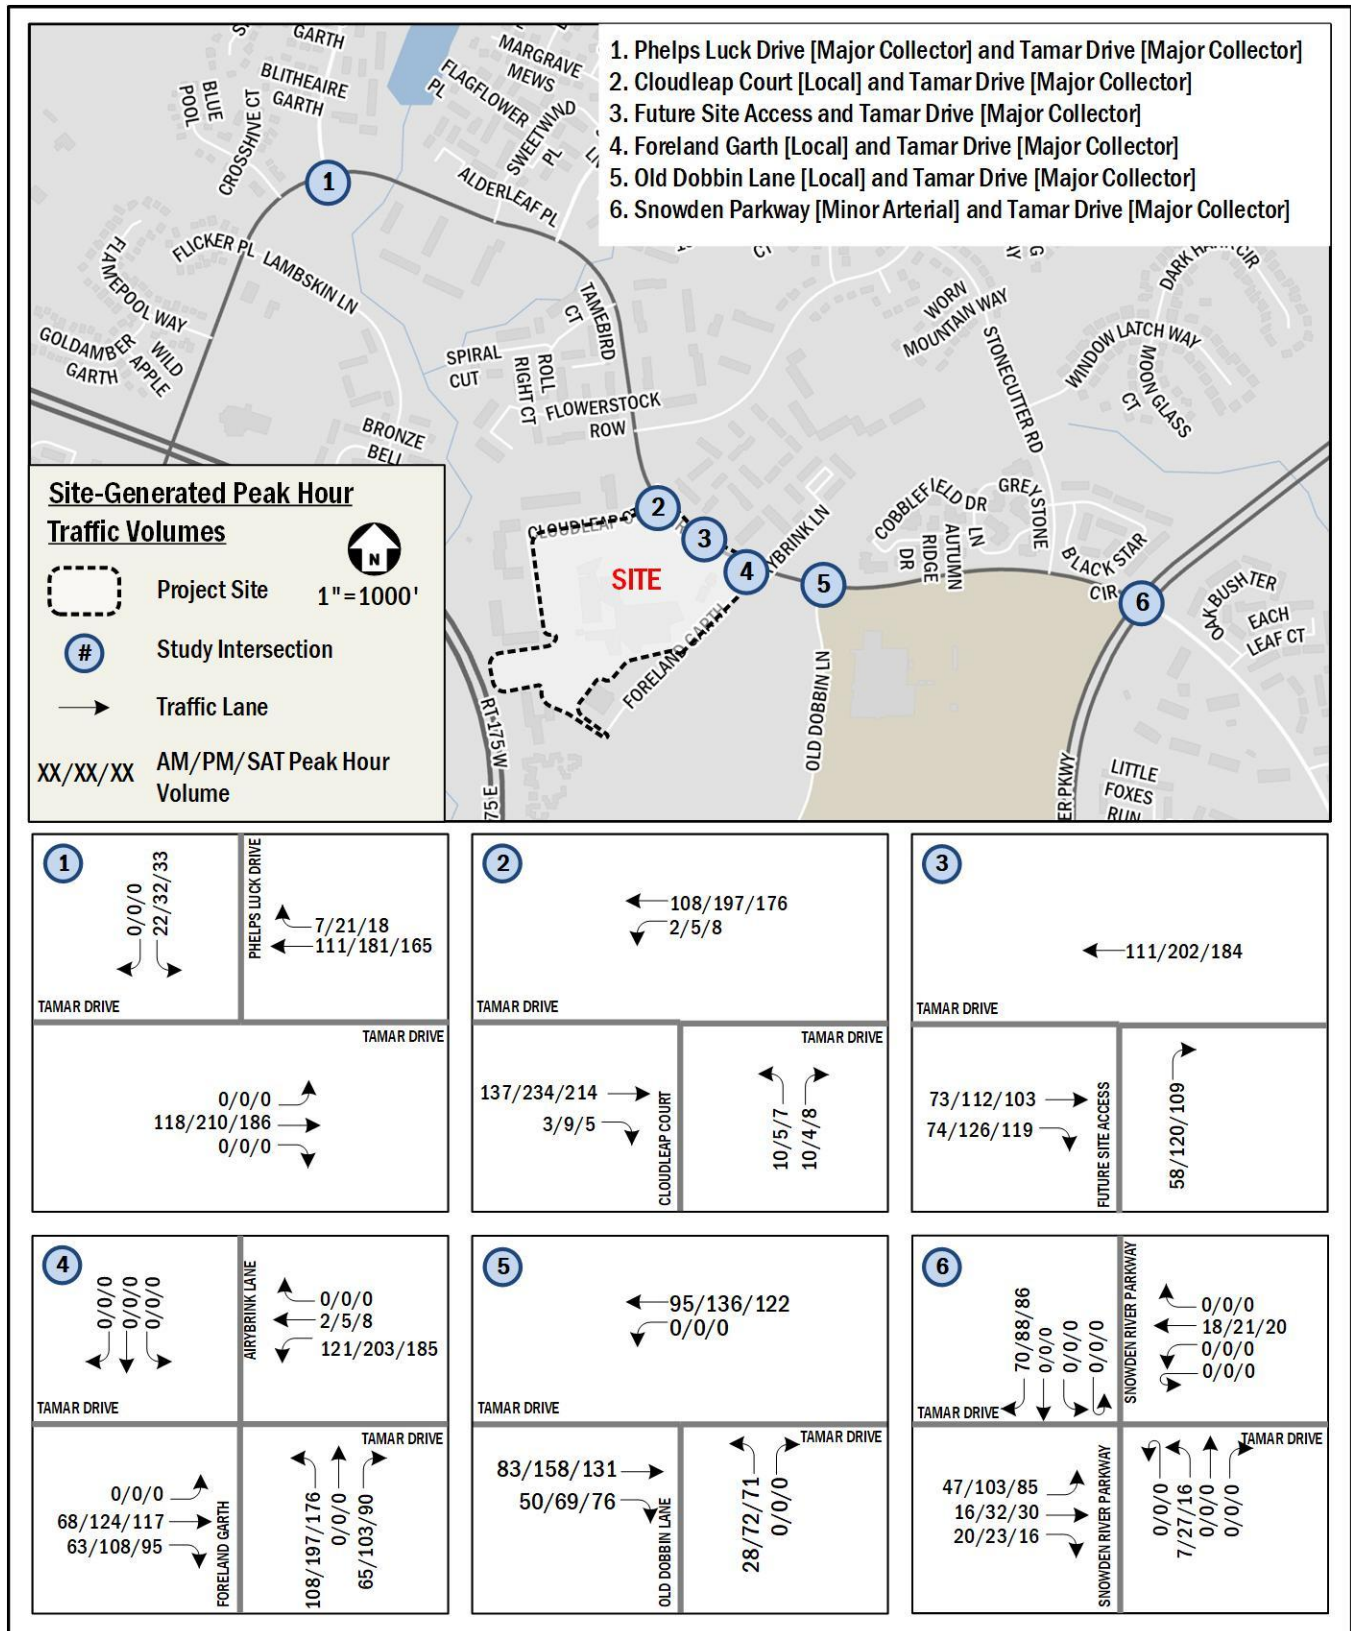 GARTH
BLITHEAIRE
GARTH
BLUE
POOL
CROSSHIVE CT
MARGRAVE
MEWS
FLAGFLOWER
PL
SWEETWIND
PL
ALDERLEAF PL
1. Phelps Luck Drive [Major Collector] and Tamar Drive [Major Collector]
2. Cloudleap Court [Local] and Tamar Drive [Major Collector]
3. Future Site Access and Tamar Drive [Major Collector]
4. Foreland Garth [Local] and Tamar Drive [Major Collector]
5. Old Dobbin Lane [Local] and Tamar Drive [Major Collector]
6. Snowden Parkway [Minor Arterial] and Tamar Drive [Major Collector]
1
FLICKER PL
LAMBSKIN LN
FLAMEPOOL WAY
GOLDAMBER
GARTH
WILD
APPLE
TAMEBIRD
CT
SPIRAL
CUT
ROLL
RIGHT CT
FLOWERSTOCK
ROW
BRONZE
BELL
CT
WORN
MOUNTAIN WAY
STONECUTTER RD
DARK HAWK CIR
WINDOW LATCH WAY
MOON GLASS
CT
2
3
4
5
6
SITE
FORELAND GARTH
OLD DOBBIN LN
COBBLEFIELD DR
GREYSTONE
LN
AUTUMN
RIDGE
DR
BLACK STAR
CIR
OAK BUSH TER
EACH
LEAF CT
LITTLE
FOXES
RUN
ER PKWY
RT 175 W
Site-Generated Peak Hour
Traffic Volumes
N
Project Site
1"=1000'
#
Study Intersection
Traffic Lane
XX/XX/XX
AM/PM/SAT Peak Hour
Volume
1
0/0/0
22/32/33
PHELPS LUCK DRIVE
7/21/18
111/181/165
TAMAR DRIVE
TAMAR DRIVE
0/0/0
118/210/186
0/0/0
2
108/197/176
2/5/8
TAMAR DRIVE
TAMAR DRIVE
137/234/214
3/9/5
CLOUDLEAP COURT
10/5/7
10/4/8
3
111/202/184
TAMAR DRIVE
73/112/103
74/126/119
FUTURE SITE ACCESS
58/120/109
4
0/0/0
0/0/0
0/0/0
AIRYBRINK LANE
0/0/0
2/5/8
121/203/185
TAMAR DRIVE
TAMAR DRIVE
0/0/0
68/124/117
63/108/95
FORELAND GARTH
108/197/176
0/0/0
65/103/90
5
95/136/122
0/0/0
TAMAR DRIVE
TAMAR DRIVE
83/158/131
50/69/76
OLD DOBBIN LANE
28/72/71
0/0/0
6
70/88/86
0/0/0
0/0/0
0/0/0
SNOWDEN RIVER PARKWAY
0/0/0
18/21/20
0/0/0
0/0/0
TAMAR DRIVE
TAMAR DRIVE
47/103/85
16/32/30
20/23/16
SNOWDEN RIVER PARKWAY
0/0/0
7/27/16
0/0/0
0/0/0